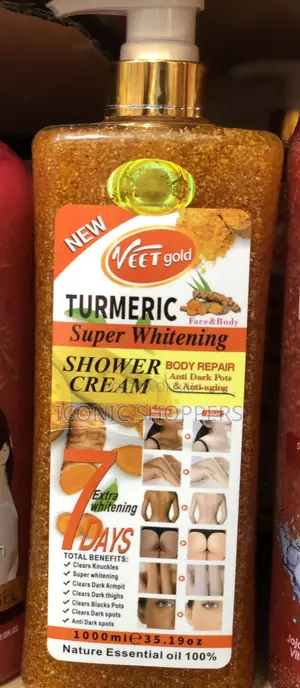 NEW
VEET gold
TURMERIC
Face&Body
Super Whitening
SHOWER CREAM
BODY REPAIR
Anti Dark Pots
& Anti-aging
ICONIC SHOPPERS
7 DAYS
Extra
whitening
TOTAL BENEFITS:
✓ Clears Knuckles
✓ Super whitening
✓ Clears Dark Armpit
✓ Clears Dark thighs
✓ Clears Blacks Pots
✓ Clears Dark spots
✓ Anti Dark spots
1000ml e 35.19oz
Nature Essential oil 100%